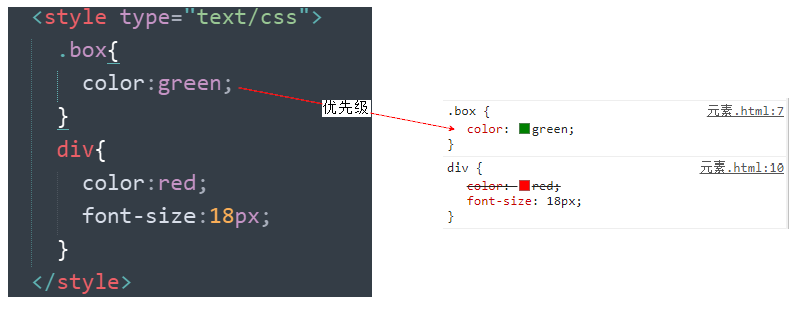 <style type="text/css">
.box{
color:green;
}
div{
color:red;
font-size:18px;
}
</style>
优先级
.box { 元素.html:7
color: green;
}
div { 元素.html:10
color: red;
font-size: 18px;
}